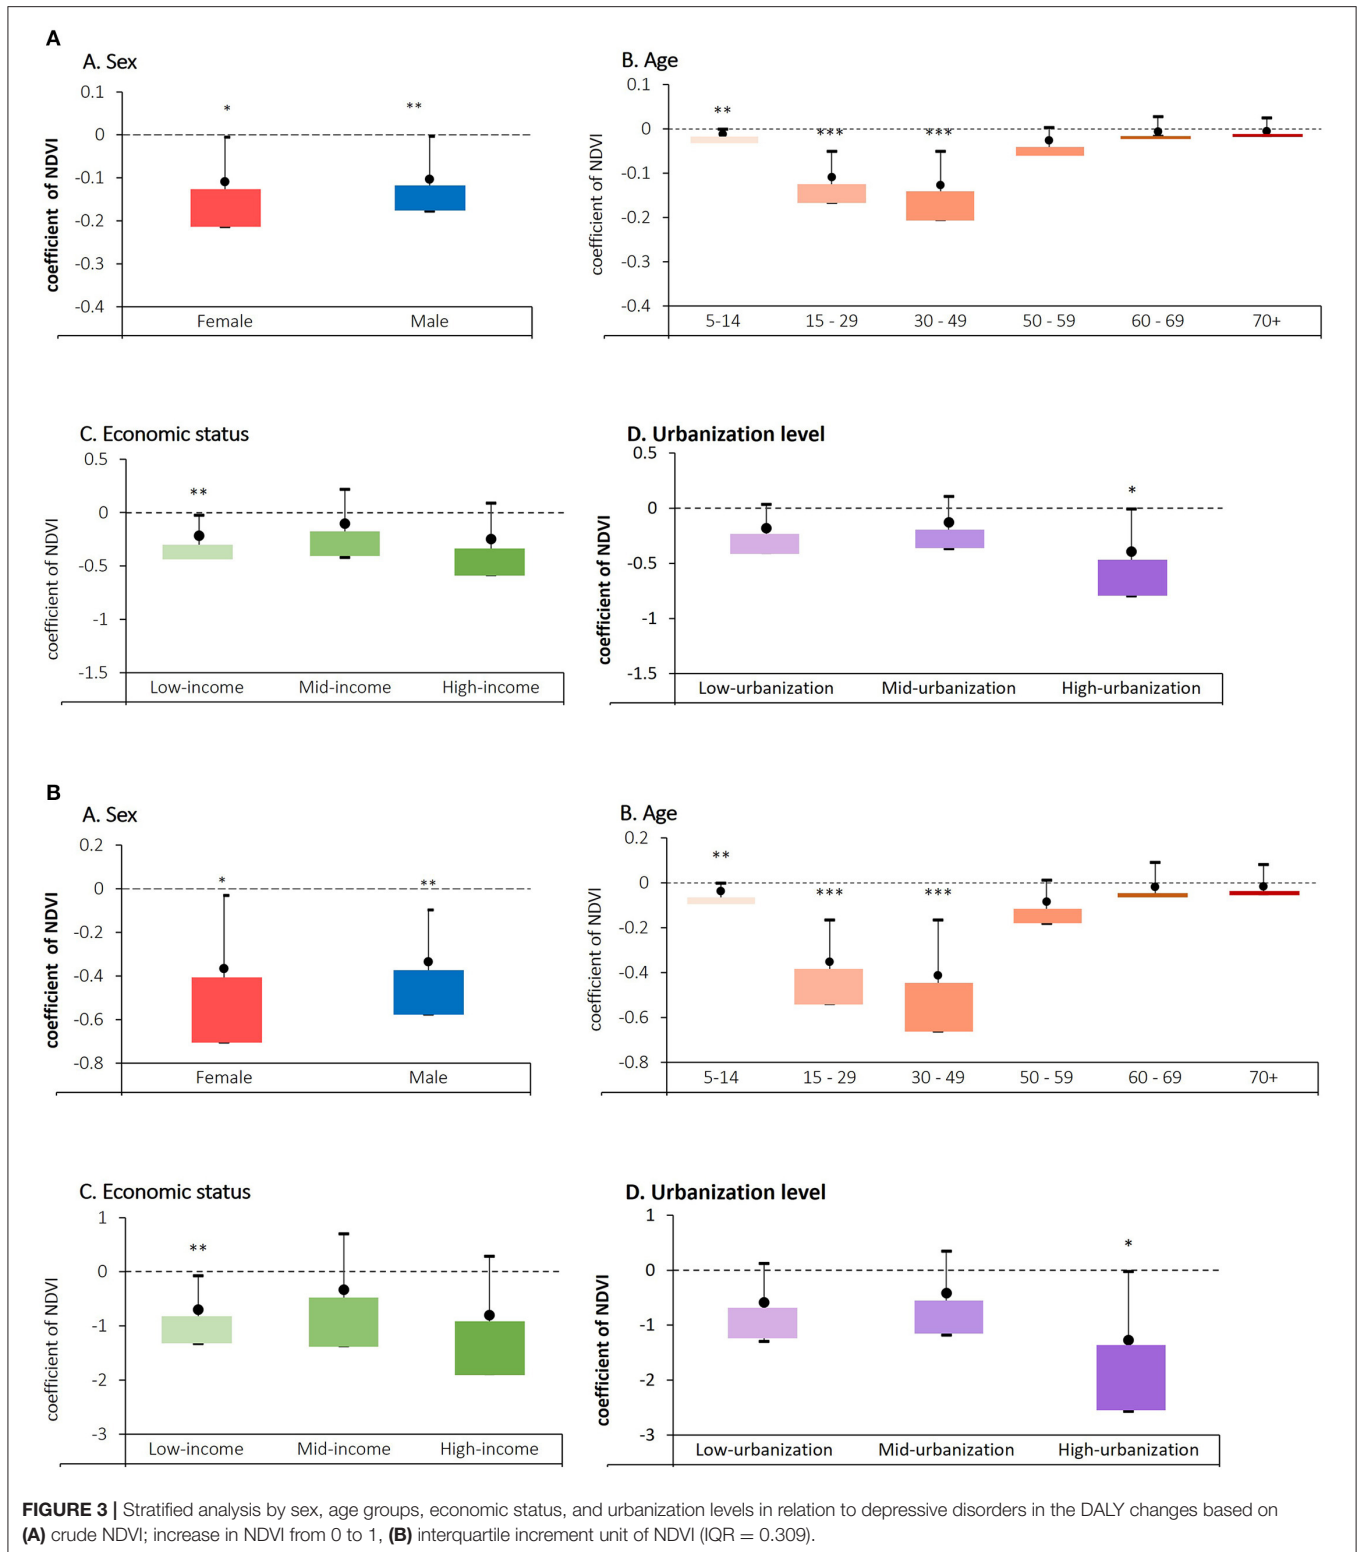 A
A. Sex
0.1
0
-0.1
-0.2
-0.3
-0.4
coefficient of NDVI
* **
Female Male
B. Age
0.1
0
-0.1
-0.2
-0.3
-0.4
coefficient of NDVI
** *** ***
5-14 15 - 29 30 - 49 50 - 59 60 - 69 70+
C. Economic status
0.5
0
-0.5
-1
-1.5
coefficient of NDVI
**
Low-income Mid-income High-income
D. Urbanization level
0.5
0
-0.5
-1
-1.5
coefficient of NDVI
*
Low-urbanization Mid-urbanization High-urbanization
B
A. Sex
0.2
0
-0.2
-0.4
-0.6
-0.8
coefficient of NDVI
* **
Female Male
B. Age
0.2
0
-0.2
-0.4
-0.6
-0.8
coefficient of NDVI
** *** ***
5-14 15 - 29 30 - 49 50 - 59 60 - 69 70+
C. Economic status
1
0
-1
-2
-3
coefficient of NDVI
**
Low-income Mid-income High-income
D. Urbanization level
1
0
-1
-2
-3
coefficient of NDVI
*
Low-urbanization Mid-urbanization High-urbanization
FIGURE 3 | Stratified analysis by sex, age groups, economic status, and urbanization levels in relation to depressive disorders in the DALY changes based on
(A) crude NDVI; increase in NDVI from 0 to 1, (B) interquartile increment unit of NDVI (IQR = 0.309).